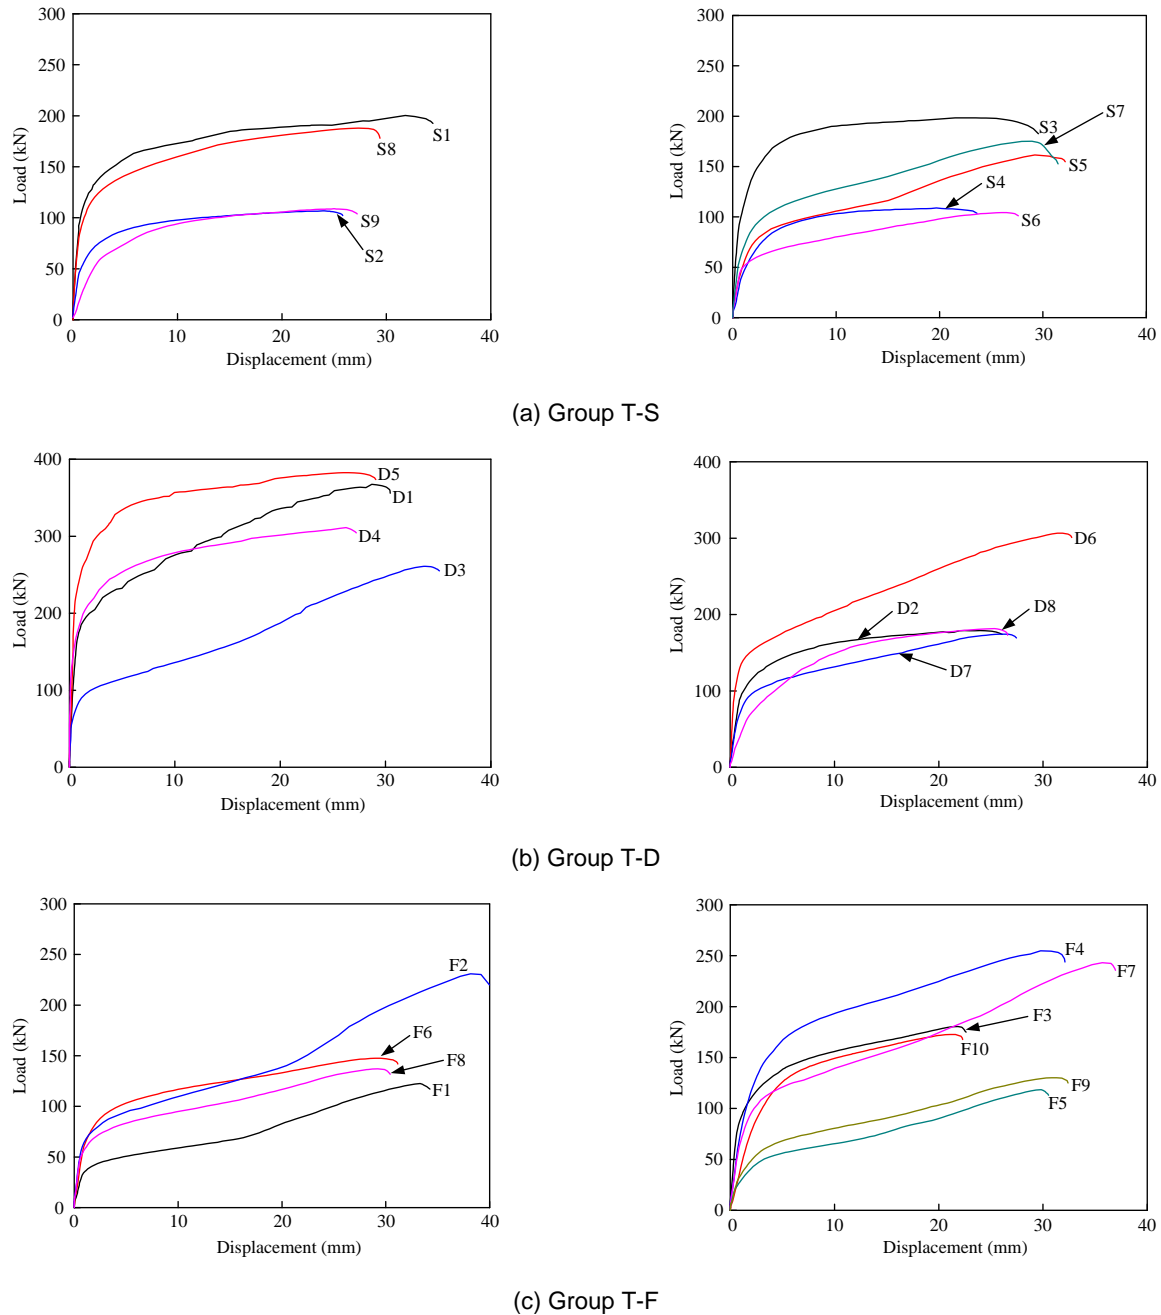 300
250
200
150
100
50
0
Load (kN)
S1
S8
S9
S2
0 10 20 30 40
Displacement (mm)
300
250
200
150
100
50
0
Load (kN)
S7
S3
S5
S4
S6
0 10 20 30 40
Displacement (mm)
(a) Group T-S
400
300
200
100
0
Load (kN)
D5
D1
D4
D3
0 10 20 30 40
Displacement (mm)
400
300
200
100
0
Load (kN)
D6
D2
D8
D7
0 10 20 30 40
Displacement (mm)
(b) Group T-D
300
250
200
150
100
50
0
Load (kN)
F2
F6
F8
F1
0 10 20 30 40
Displacement (mm)
300
250
200
150
100
50
0
Load (kN)
F4
F7
F3
F10
F9
F5
0 10 20 30 40
Displacement (mm)
(c) Group T-F